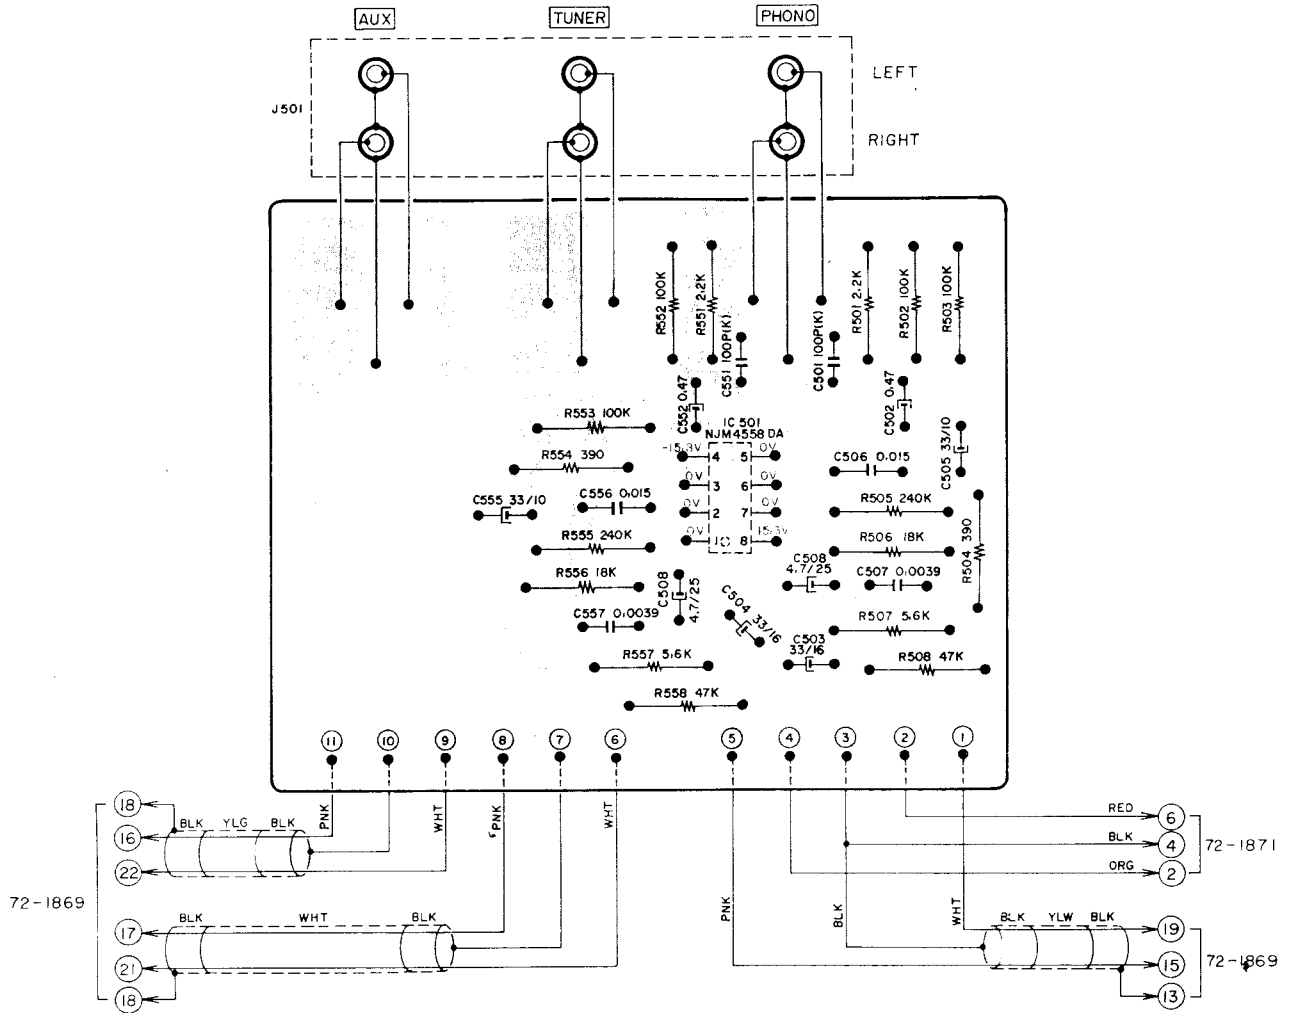 AUX TUNER PHONO
LEFT
J501
RIGHT
R552 100K
R551 2.2K
C551 100P(K)
C501 100P(K)
R501 2.2K
R502 100K
R503 100K
C552 0.47
C502 0.47
C505 33/10
R553 100K
IC 501
NJM4558DA
-15.3V 4 5 0V
0V 3 6 0V
0V 2 7 0V
0V 1 8 15.3V
R554 390
C506 0.015
C555 33/10
C556 0.015
R505 240K
R555 240K
R506 18K
R504 390
R556 18K
C508
4.7/25
C508
4.7/25
C507 0.0039
C557 0.0039
C504 33/16
R507 5.6K
C503
33/16
R557 5.6K
R508 47K
R558 47K
11 10 9 8 7 6 5 4 3 2 1
PNK WHT PNK WHT
18
BLK YLG BLK
16
22
72-1869
BLK WHT BLK
17
21
18
RED 6
BLK 4
72-1871
ORG 2
PNK BLK WHT
BLK YLW BLK
19
15
72-1869
13